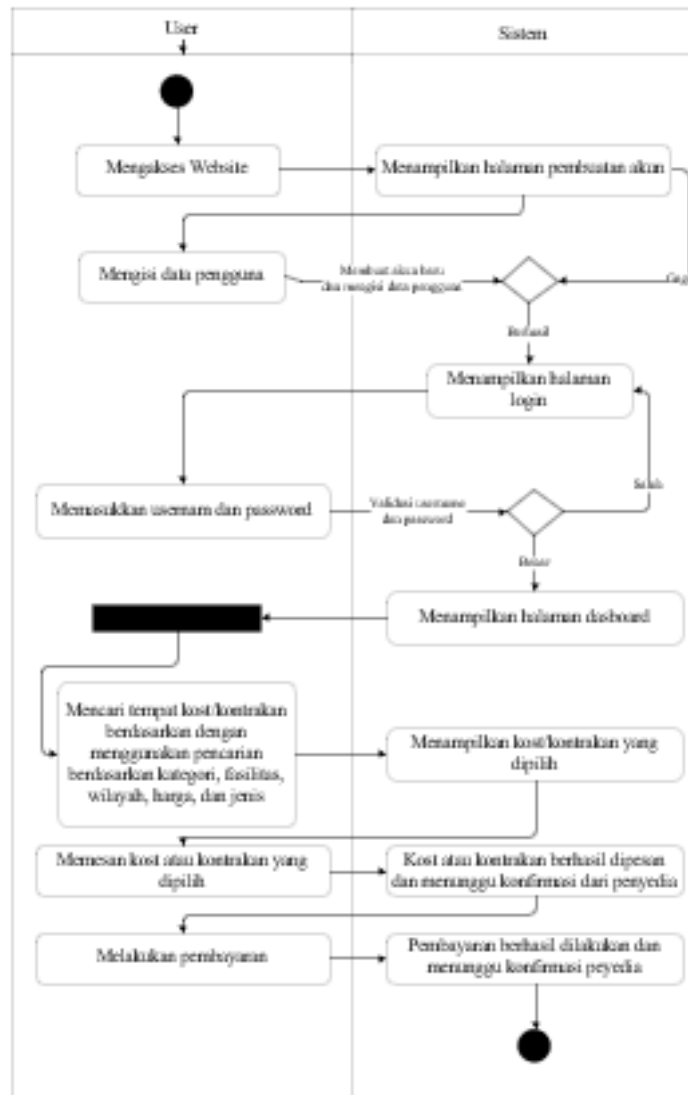 User
Sistem
Mengakses Website
Menampilkan halaman pembuatan akun
Mengisi data pengguna
Membuat akun baru
dan mengisi data pengguna
Berhasil
Menampilkan halaman
login
Memasukkan usernam dan password
Validasi username
dan password
Salah
Benar
Menampilkan halaman dasboard
Mencari tempat kost/kontrakan
berdasarkan dengan
menggunakan pencarian
berdasarkan kategori, fasilitas,
wilayah, harga, dan jenis
Menampilkan kost/kontrakan yang
dipilih
Memesan kost atau kontrakan yang
dipilih
Kost atau kontrakan berhasil dipesan
dan menunggu konfirmasi dari penyedia
Melakukan pembayaran
Pembayaran berhasil dilakukan dan
menunggu konfirmasi peyedia